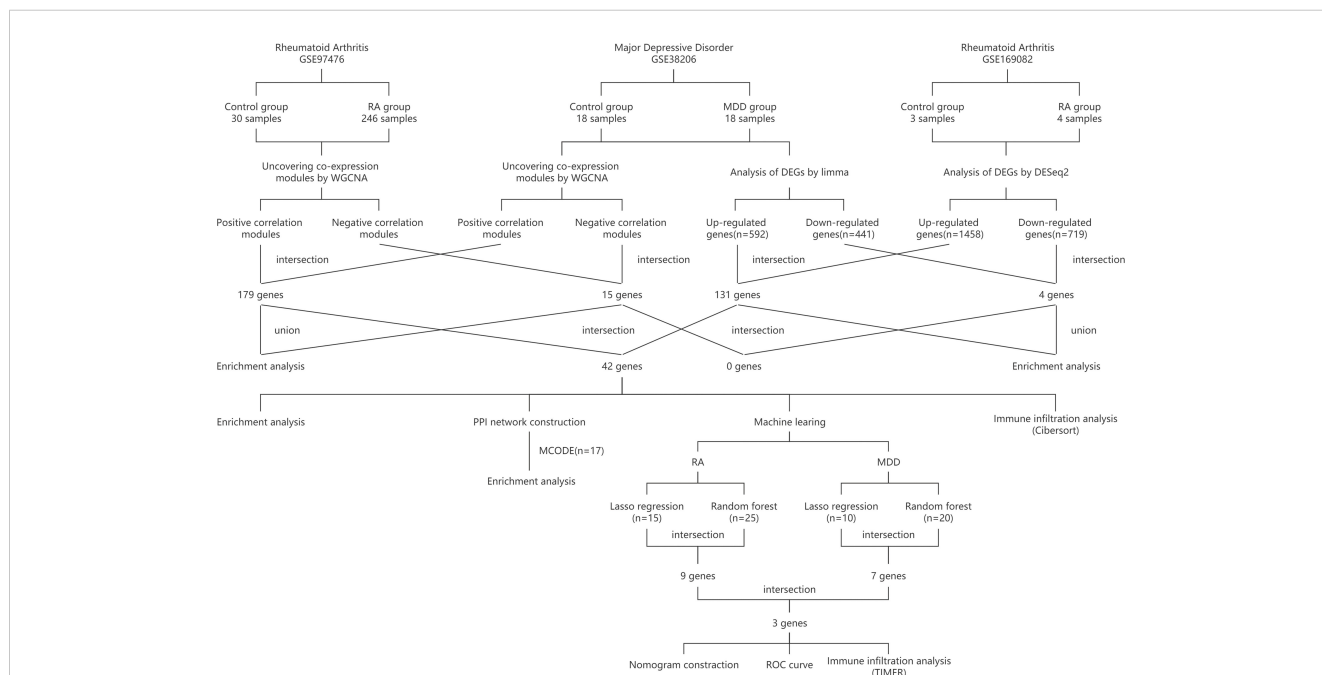 Rheumatoid Arthritis
GSE97476
Major Depressive Disorder
GSE38206
Rheumatoid Arthritis
GSE169082
Control group
30 samples
RA group
246 samples
Control group
18 samples
MDD group
18 samples
Control group
3 samples
RA group
4 samples
Uncovering co-expression
modules by WGCNA
Uncovering co-expression
modules by WGCNA
Analysis of DEGs by limma
Analysis of DEGs by DESeq2
Positive correlation
modules
Negative correlation
modules
Positive correlation
modules
Negative correlation
modules
Up-regulated
genes(n=592)
Down-regulated
genes(n=441)
Up-regulated
genes(n=1458)
Down-regulated
genes(n=719)
intersection
intersection
intersection
intersection
179 genes
15 genes
131 genes
4 genes
union
intersection
intersection
union
Enrichment analysis
42 genes
0 genes
Enrichment analysis
Enrichment analysis
PPI network construction
Machine learing
Immune infiltration analysis
(Cibersort)
MCODE(n=17)
Enrichment analysis
RA
MDD
Lasso regression
(n=15)
Random forest
(n=25)
Lasso regression
(n=10)
Random forest
(n=20)
intersection
intersection
9 genes
7 genes
intersection
3 genes
Nomogram constraction
ROC curve
Immune infiltration analysis
(TIMER)